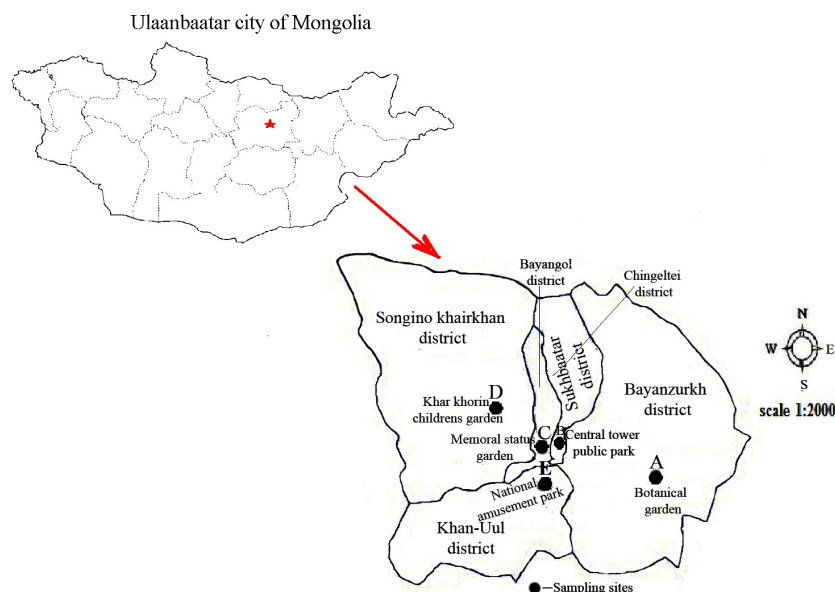 Ulaanbaatar city of Mongolia
Bayangol
district
Chingeltei
district
Songino khairkhan
district
Sukhbaatar
district
N
W
E
S
scale 1:2000
Bayanzurkh
district
D
Khar khorin
childrens garden
C
Memoral status
garden
B
Central tower
public park
A
Botanical
garden
E
National
amusement park
Khan-Uul
district
—Sampling sites